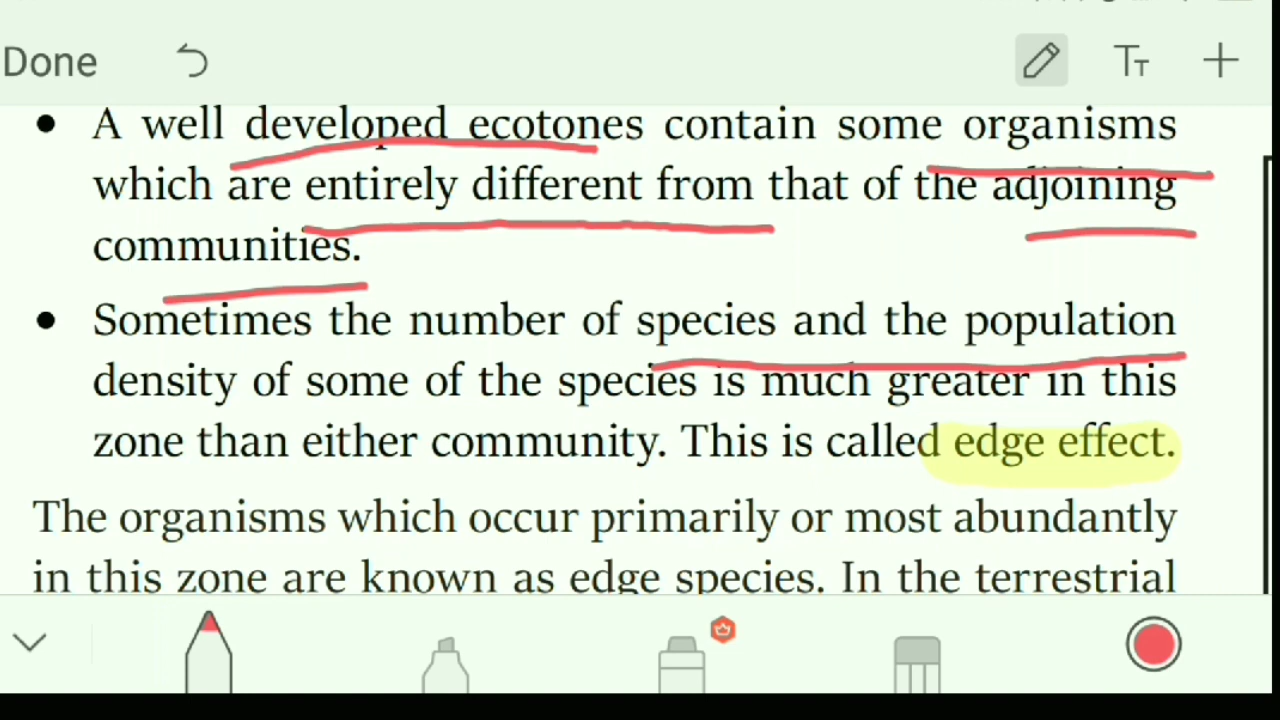 Done
• A well developed ecotones contain some organisms
which are entirely different from that of the adjoining
communities.
• Sometimes the number of species and the population
density of some of the species is much greater in this
zone than either community. This is called edge effect.
The organisms which occur primarily or most abundantly
in this zone are known as edge species. In the terrestrial